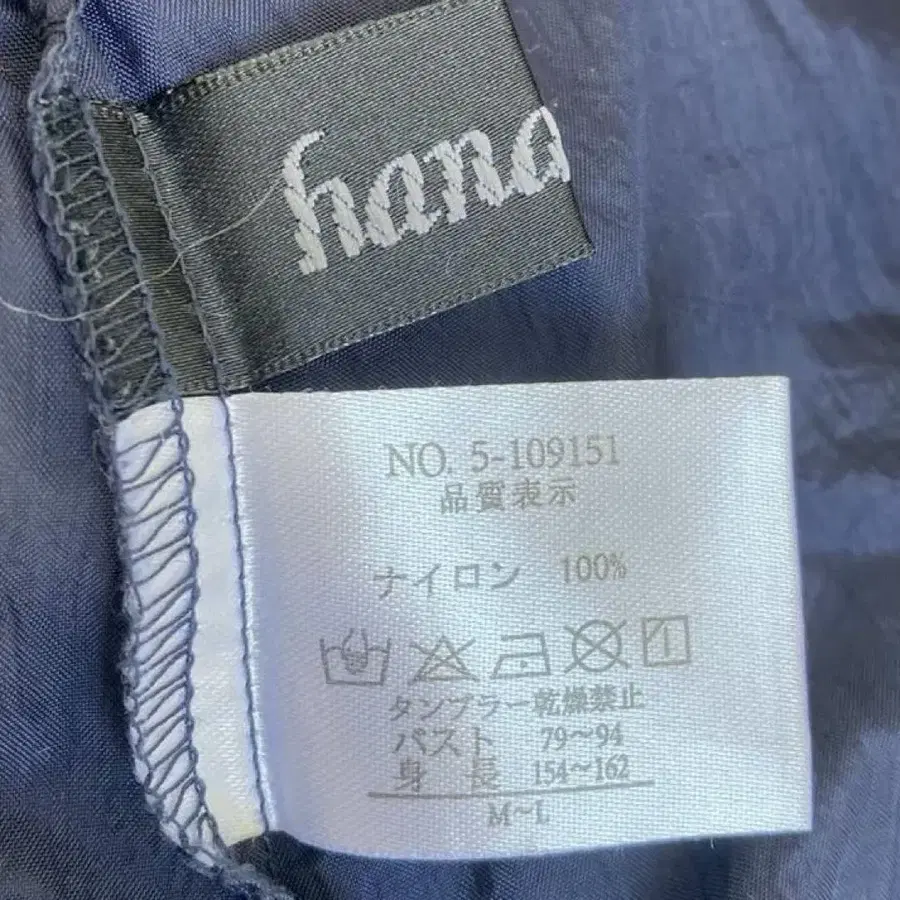 hana
NO. 5-109151
品質表示
ナイロン 100%
タンブラー乾燥禁止
バスト 79～94
身 長 154～162
M～L